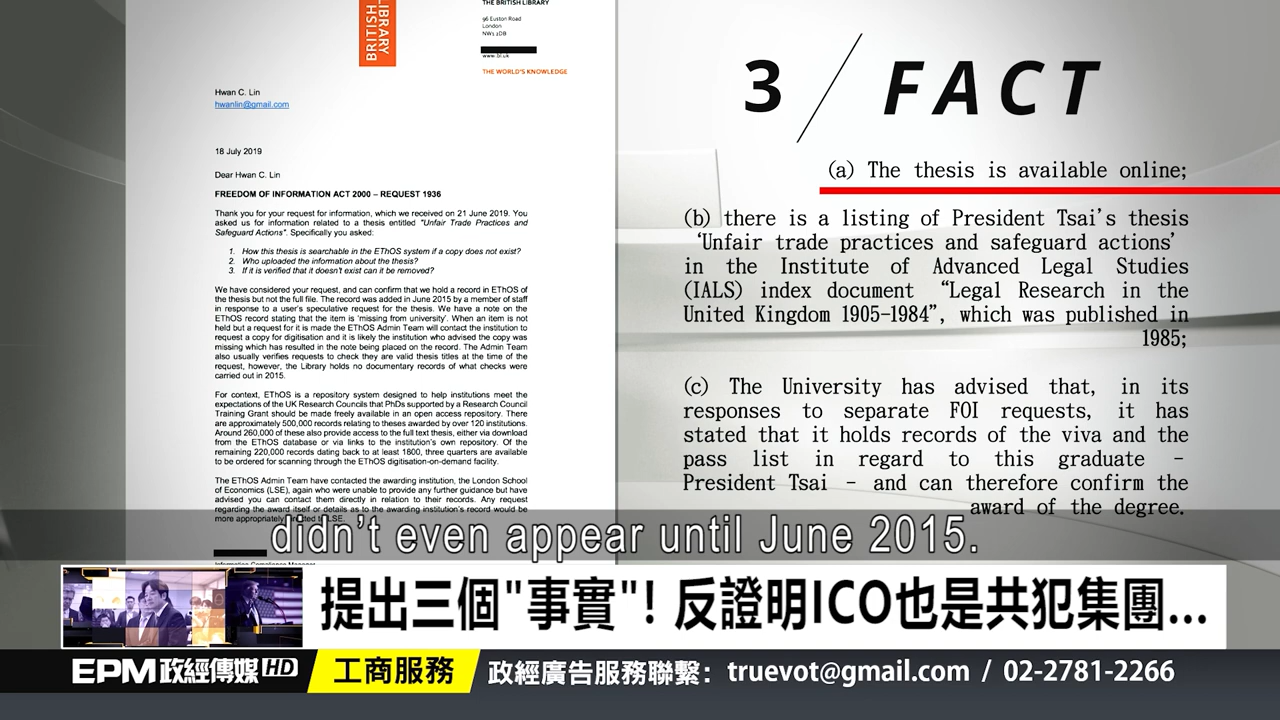 BRITISH LIBRARY
THE BRITISH LIBRARY
96 Euston Road
London
NW1 2DB
www.bl.uk
THE WORLD'S KNOWLEDGE
Hwan C. Lin
hwanlin@gmail.com
18 July 2019
Dear Hwan C. Lin
FREEDOM OF INFORMATION ACT 2000 – REQUEST 1936
Thank you for your request for information, which we received on 21 June 2019. You
asked us for information related to a thesis entitled "Unfair Trade Practices and
Safeguard Actions". Specifically you asked:
1. How this thesis is searchable in the EThOS system if a copy does not exist?
2. Who uploaded the information about the thesis?
3. If it is verified that it doesn't exist can it be removed?
We have considered your request, and can confirm that we hold a record in EThOS of
the thesis but not the full file. The record was added in June 2015 by a member of staff
in response to a user's speculative request for the thesis. We have a note on the
EThOS record stating that the item is 'missing from university'. When an item is not
held but a request for it is made the EThOS Admin Team will contact the institution to
request a copy for digitisation and it is likely the institution who advised the copy was
missing which has resulted in the note being placed on the record. The Admin Team
also usually verifies requests to check they are valid thesis titles at the time of the
request, however, the Library holds no documentary records of what checks were
carried out in 2015.
For context, EThOS is a repository system designed to help institutions meet the
expectations of the UK Research Councils that PhDs supported by a Research Council
Training Grant should be made freely available in an open access repository. There
are approximately 500,000 records relating to theses awarded by over 120 institutions.
Around 260,000 of these also provide access to the full text thesis, either via download
from the EThOS database or via links to the institution's own repository. Of the
remaining 220,000 records dating back to at least 1800, three quarters are available
to be ordered for scanning through the EThOS digitisation-on-demand facility.
The EThOS Admin Team have contacted the awarding institution, the London School
of Economics (LSE), again who were unable to provide any further guidance but have
advised you can contact them directly in relation to their records. Any request
regarding the award itself or details as to the awarding institution's record would be
more appropriately directed to LSE.
3 / FACT
(a) The thesis is available online;
(b) there is a listing of President Tsai's thesis
'Unfair trade practices and safeguard actions'
in the Institute of Advanced Legal Studies
(IALS) index document "Legal Research in the
United Kingdom 1905-1984", which was published in
1985;
(c) The University has advised that, in its
responses to separate FOI requests, it has
stated that it holds records of the viva and the
pass list in regard to this graduate –
President Tsai – and can therefore confirm the
award of the degree.
didn't even appear until June 2015.
提出三個"事實"! 反證明ICO也是共犯集團...
EPM政經傳媒HD
工商服務
政經廣告服務聯繫: truevot@gmail.com / 02-2781-2266